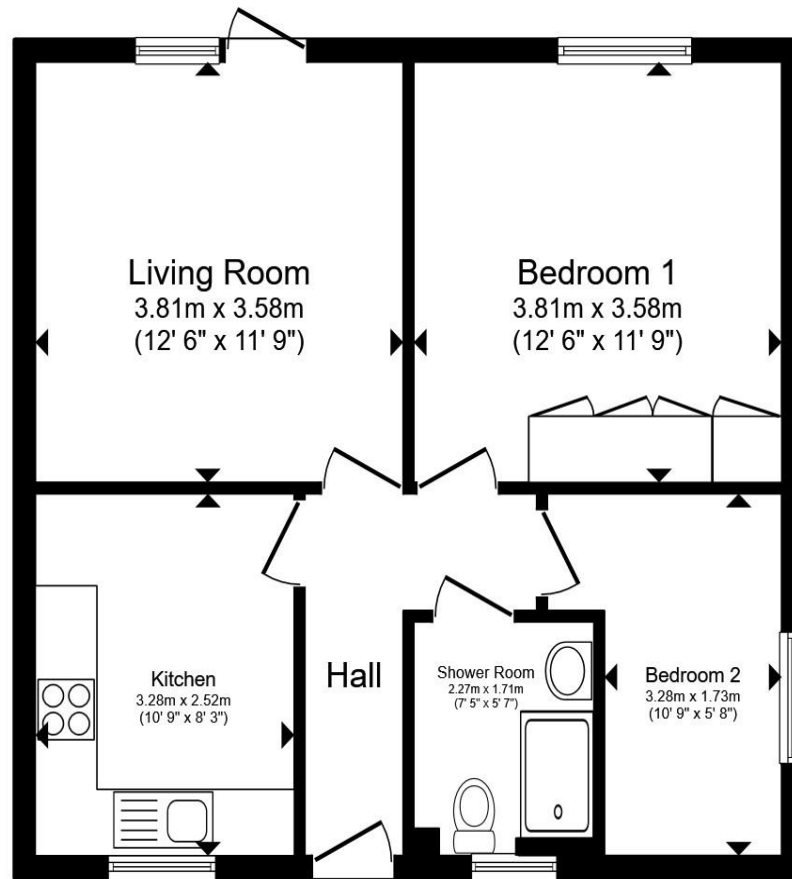 Living Room
3.81m x 3.58m
(12' 6" x 11' 9")
Bedroom 1
3.81m x 3.58m
(12' 6" x 11' 9")
Kitchen
3.28m x 2.52m
(10' 9" x 8' 3")
Hall
Shower Room
2.27m x 1.71m
(7' 5" x 5' 7")
Bedroom 2
3.28m x 1.73m
(10' 9" x 5' 8")